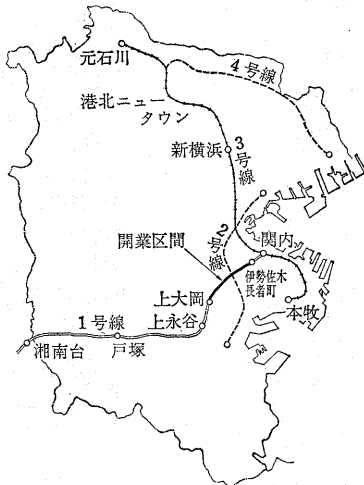 元石川
4号線
港北ニュー
タウン
新横浜
3号線
2号線
関内
開業区間
伊勢佐木
長者町
上大岡
本牧
1号線
上永谷
湘南台
戸塚